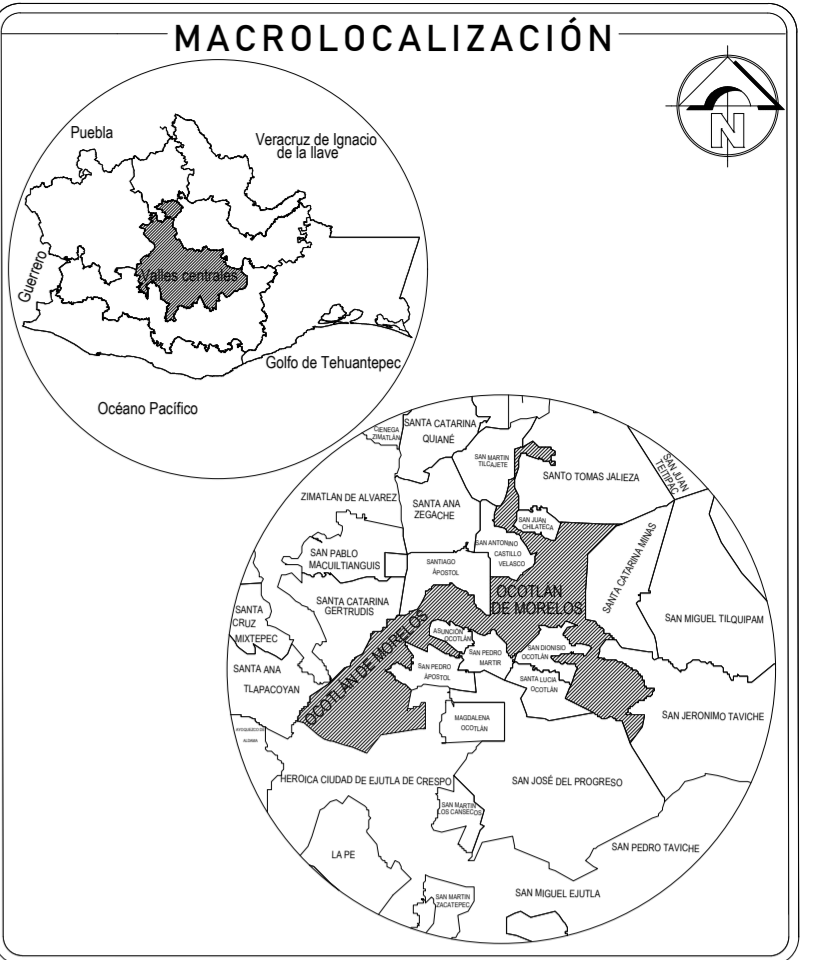 MACROLOCALIZACIÓN
N
Puebla
Veracruz de Ignacio
de la llave
Guerrero
Valles centrales
Golfo de Tehuantepec
Océano Pacífico
CIENEGA
ZIMATLÁN
SANTA CATARINA
QUIANÉ
SAN MARTIN
TILCAJETE
SANTO TOMAS JALIEZA
SAN JUAN
TEITIPAC
ZIMATLAN DE ALVAREZ
SANTA ANA
ZEGACHE
SAN JUAN
CHILATECA
SAN ANTONINO
CASTILLO
VELASCO
SAN PABLO
MACUILTIANGUIS
SANTIAGO
APOSTOL
SANTA CATARINA MINAS
OCOTLÁN
DE MORELOS
SANTA CATARINA
GERTRUDIS
SANTA
CRUZ
MIXTEPEC
SAN MIGUEL TILQUIPAM
ASUNCIÓN
OCOTLÁN
OCOTLÁN DE MORELOS
SAN PEDRO
MARTIR
SAN DIONISIO
OCOTLÁN
SANTA ANA
TLAPACOYAN
SAN PEDRO
APOSTOL
SANTA LUCIA
OCOTLÁN
MAGDALENA
OCOTLÁN
SAN JERONIMO TAVICHE
HEROICA CIUDAD DE EJUTLA DE CRESPO
SAN JOSÉ DEL PROGRESO
SAN MARTIN
LOS CANSECOS
LA PE
SAN PEDRO TAVICHE
SAN MARTIN
ZACATEPEC
SAN MIGUEL EJUTLA